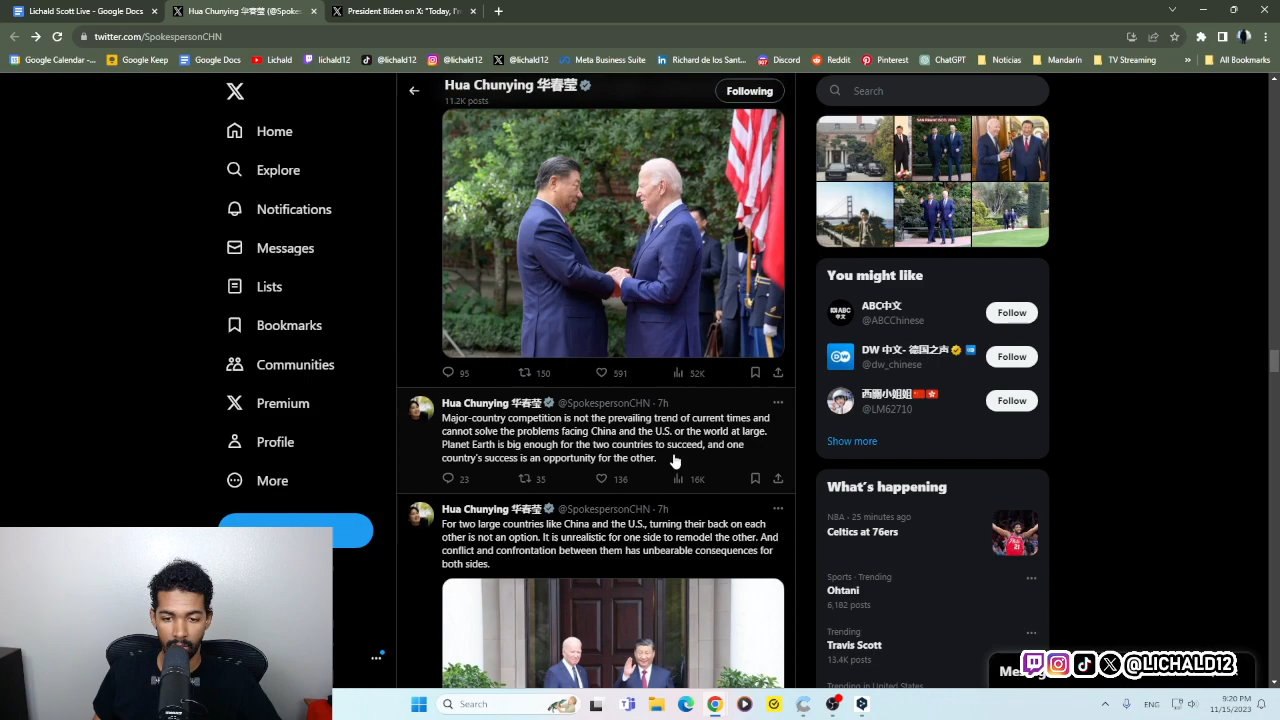 Lichald Scott Live - Google Docs
Hua Chunying 华春莹 (@Spokes
President Biden on X: "Today, I'r
twitter.com/SpokespersonCHN
Google Calendar -...
Google Keep
Google Docs
Lichald
lichald12
@lichald12
@lichald12
@lichald12
Meta Business Suite
Richard de los Sant...
Discord
Reddit
Pinterest
ChatGPT
Noticias
Mandarín
TV Streaming
»
All Bookmarks
Home
Explore
Notifications
Messages
Lists
Bookmarks
Communities
Premium
Profile
More
Hua Chunying 华春莹
11.2K posts
Following
95
150
591
52K
Hua Chunying 华春莹 @SpokespersonCHN · 7h
Major-country competition is not the prevailing trend of current times and
cannot solve the problems facing China and the U.S. or the world at large.
Planet Earth is big enough for the two countries to succeed, and one
country's success is an opportunity for the other.
23
35
136
16K
Hua Chunying 华春莹 @SpokespersonCHN · 7h
For two large countries like China and the U.S., turning their back on each
other is not an option. It is unrealistic for one side to remodel the other. And
conflict and confrontation between them has unbearable consequences for
both sides.
Search
SAN FRANCISCO 2023
You might like
ABC中文
@ABCChinese
Follow
DW 中文- 德国之声
@dw_chinese
Follow
@LM62710
Follow
Show more
What's happening
NBA · 25 minutes ago
Celtics at 76ers
Sports · Trending
Ohtani
6,182 posts
Trending
Travis Scott
13.4K posts
Trending in United States
@LICHALD12
Search
ENG
9:20 PM
11/15/2023